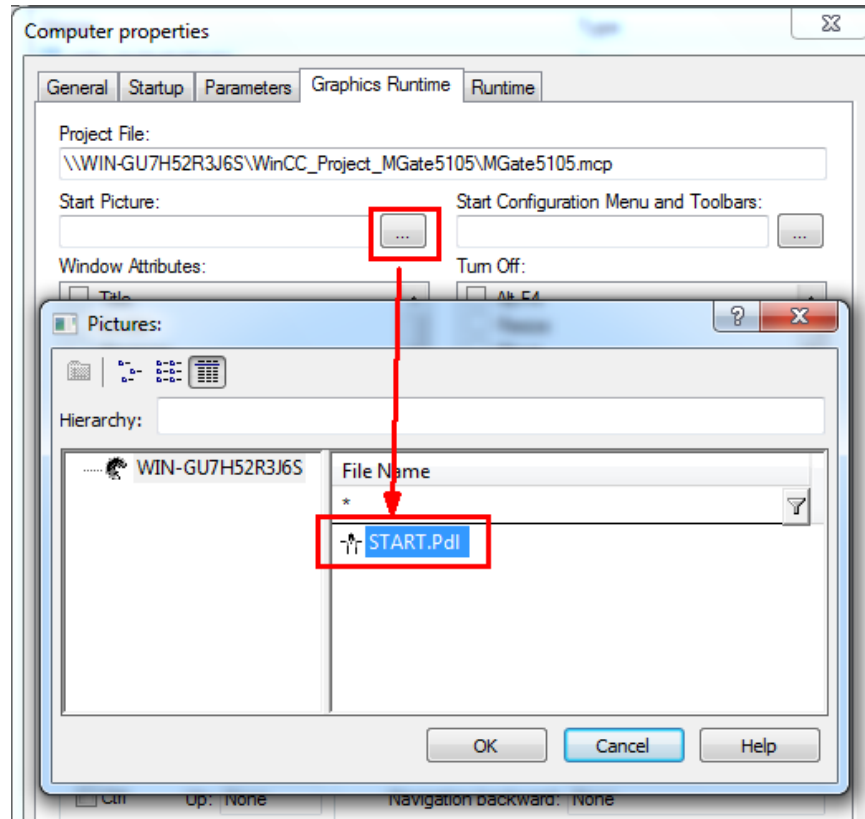 Computer properties
General Startup Parameters Graphics Runtime Runtime
Project File:
\\WIN-GU7H52R3J6S\WinCC_Project_MGate5105\MGate5105.mcp
Start Picture: Start Configuration Menu and Toolbars:
... ...
Window Attributes: Turn Off:
Title Alt-F4
Pictures:
Hierarchy:
WIN-GU7H52R3J6S File Name
*
START.Pdl
OK Cancel Help
Ctrl Up: None Navigation backward: None